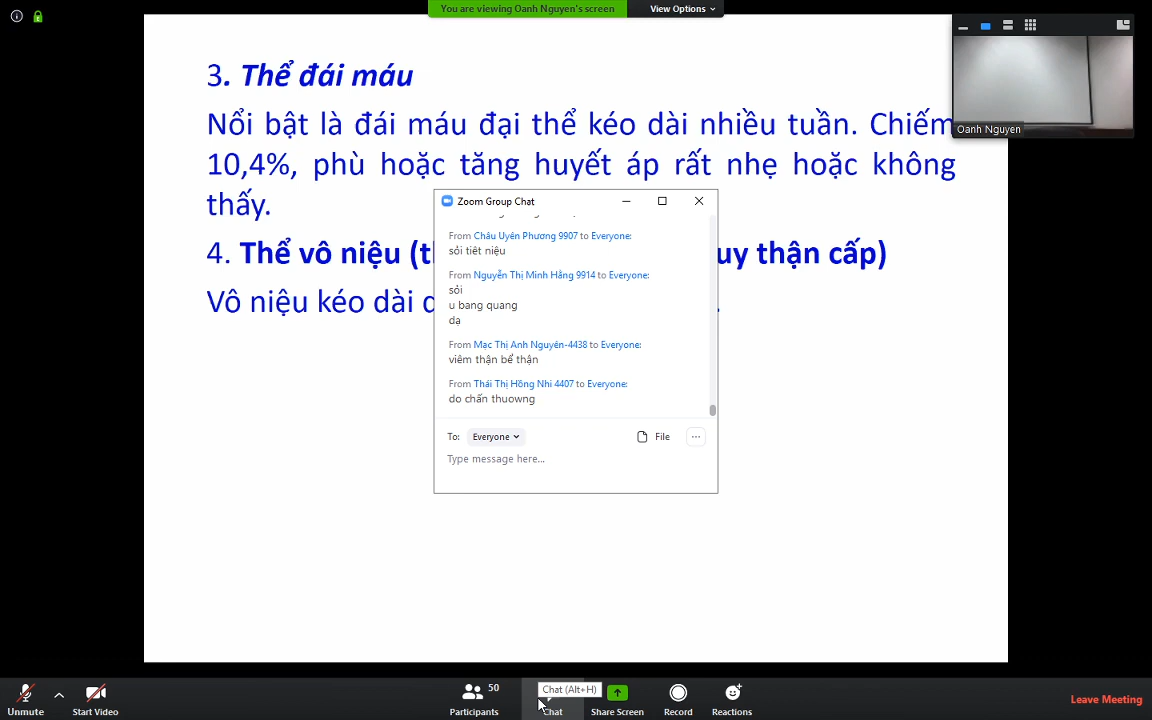 You are viewing Oanh Nguyen's screen
View Options
Oanh Nguyen
3. Thể đái máu
Nổi bật là đái máu đại thể kéo dài nhiều tuần. Chiếm
10,4%, phù hoặc tăng huyết áp rất nhẹ hoặc không
thấy.
4. Thể vô niệu (t uy thận cấp)
Vô niệu kéo dài
Zoom Group Chat
From Châu Uyên Phương 9907 to Everyone:
sỏi tiêt niệu
From Nguyễn Thị Minh Hằng 9914 to Everyone:
sỏi
u bang quang
dạ
From Mạc Thị Anh Nguyên-4438 to Everyone:
viêm thận bể thận
From Thái Thị Hồng Nhi 4407 to Everyone:
do chấn thuowng
To: Everyone
File
Type message here...
Chat (Alt+H)
50
Unmute
Start Video
Participants
Chat
Share Screen
Record
Reactions
Leave Meeting